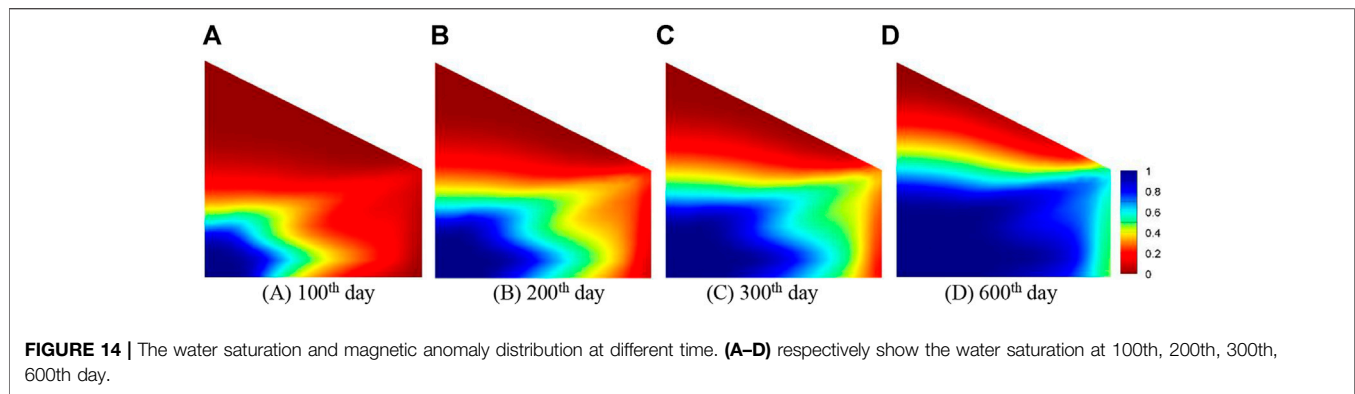 A B C D
1
0.8
0.6
0.4
0.2
0
(A) 100th day (B) 200th day (C) 300th day (D) 600th day
FIGURE 14 | The water saturation and magnetic anomaly distribution at different time. (A–D) respectively show the water saturation at 100th, 200th, 300th,
600th day.